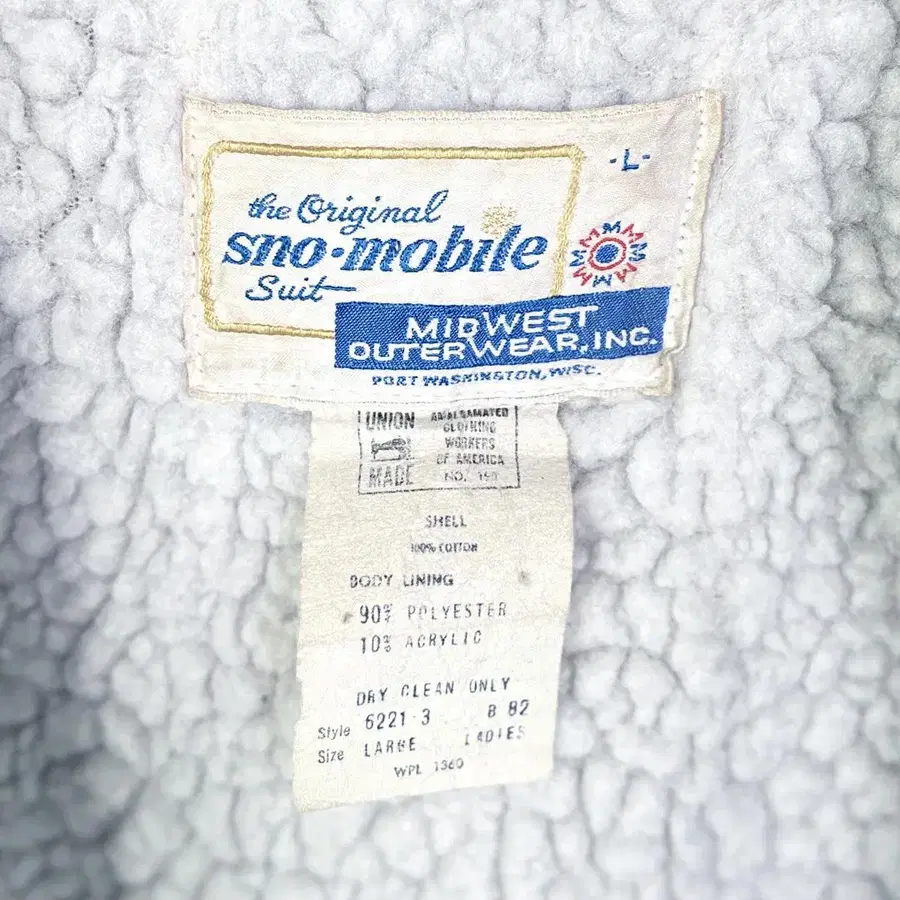 -L-
the Original
sno·mobile
Suit
MIDWEST
OUTERWEAR, INC.
PORT WASHINGTON, WISC.
UNION
MADE
AMALGAMATED
CLOTHING
WORKERS
OF AMERICA
NO.
SHELL
100% COTTON
BODY LINING
90% POLYESTER
10% ACRYLIC
DRY CLEAN ONLY
Style 6221-3 B 82
Size LARGE LADIES
WPL 1360